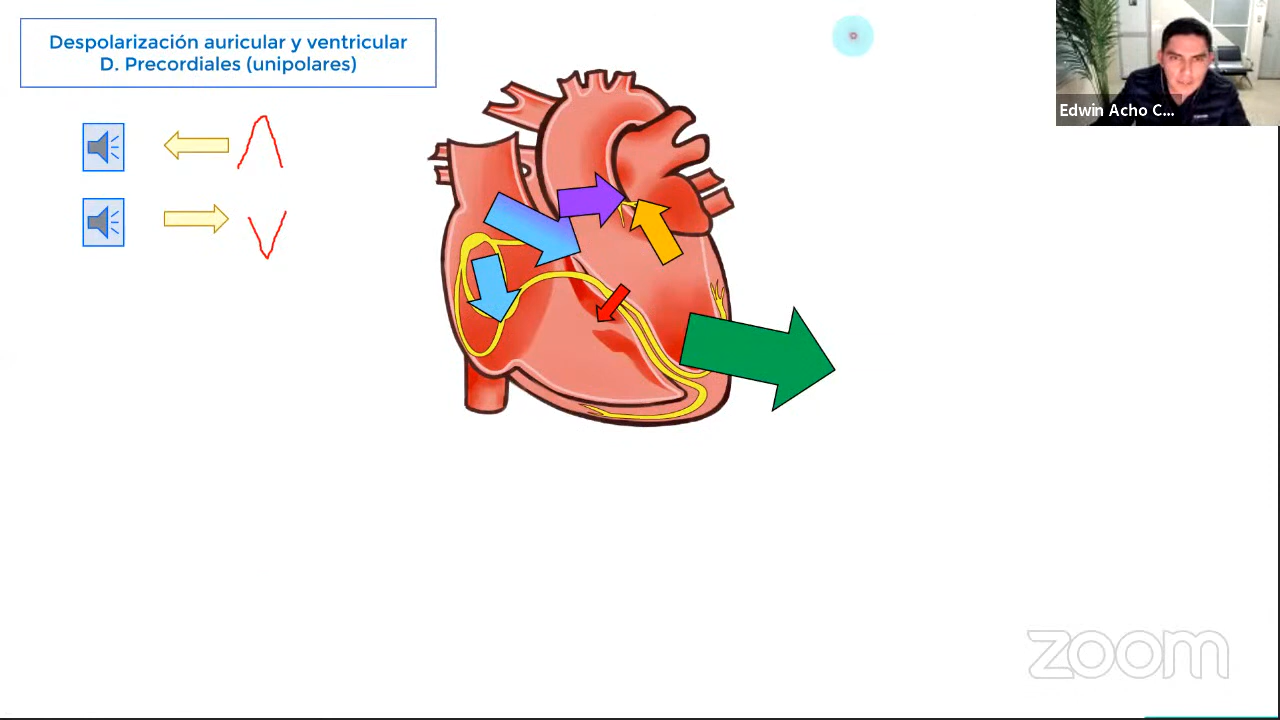 Despolarización auricular y ventricular
D. Precordiales (unipolares)
Edwin Acho C...
zoom